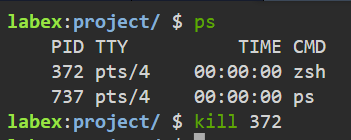 labex:project/ $ ps
PID TTY TIME CMD
372 pts/4 00:00:00 zsh
737 pts/4 00:00:00 ps
labex:project/ $ kill 372